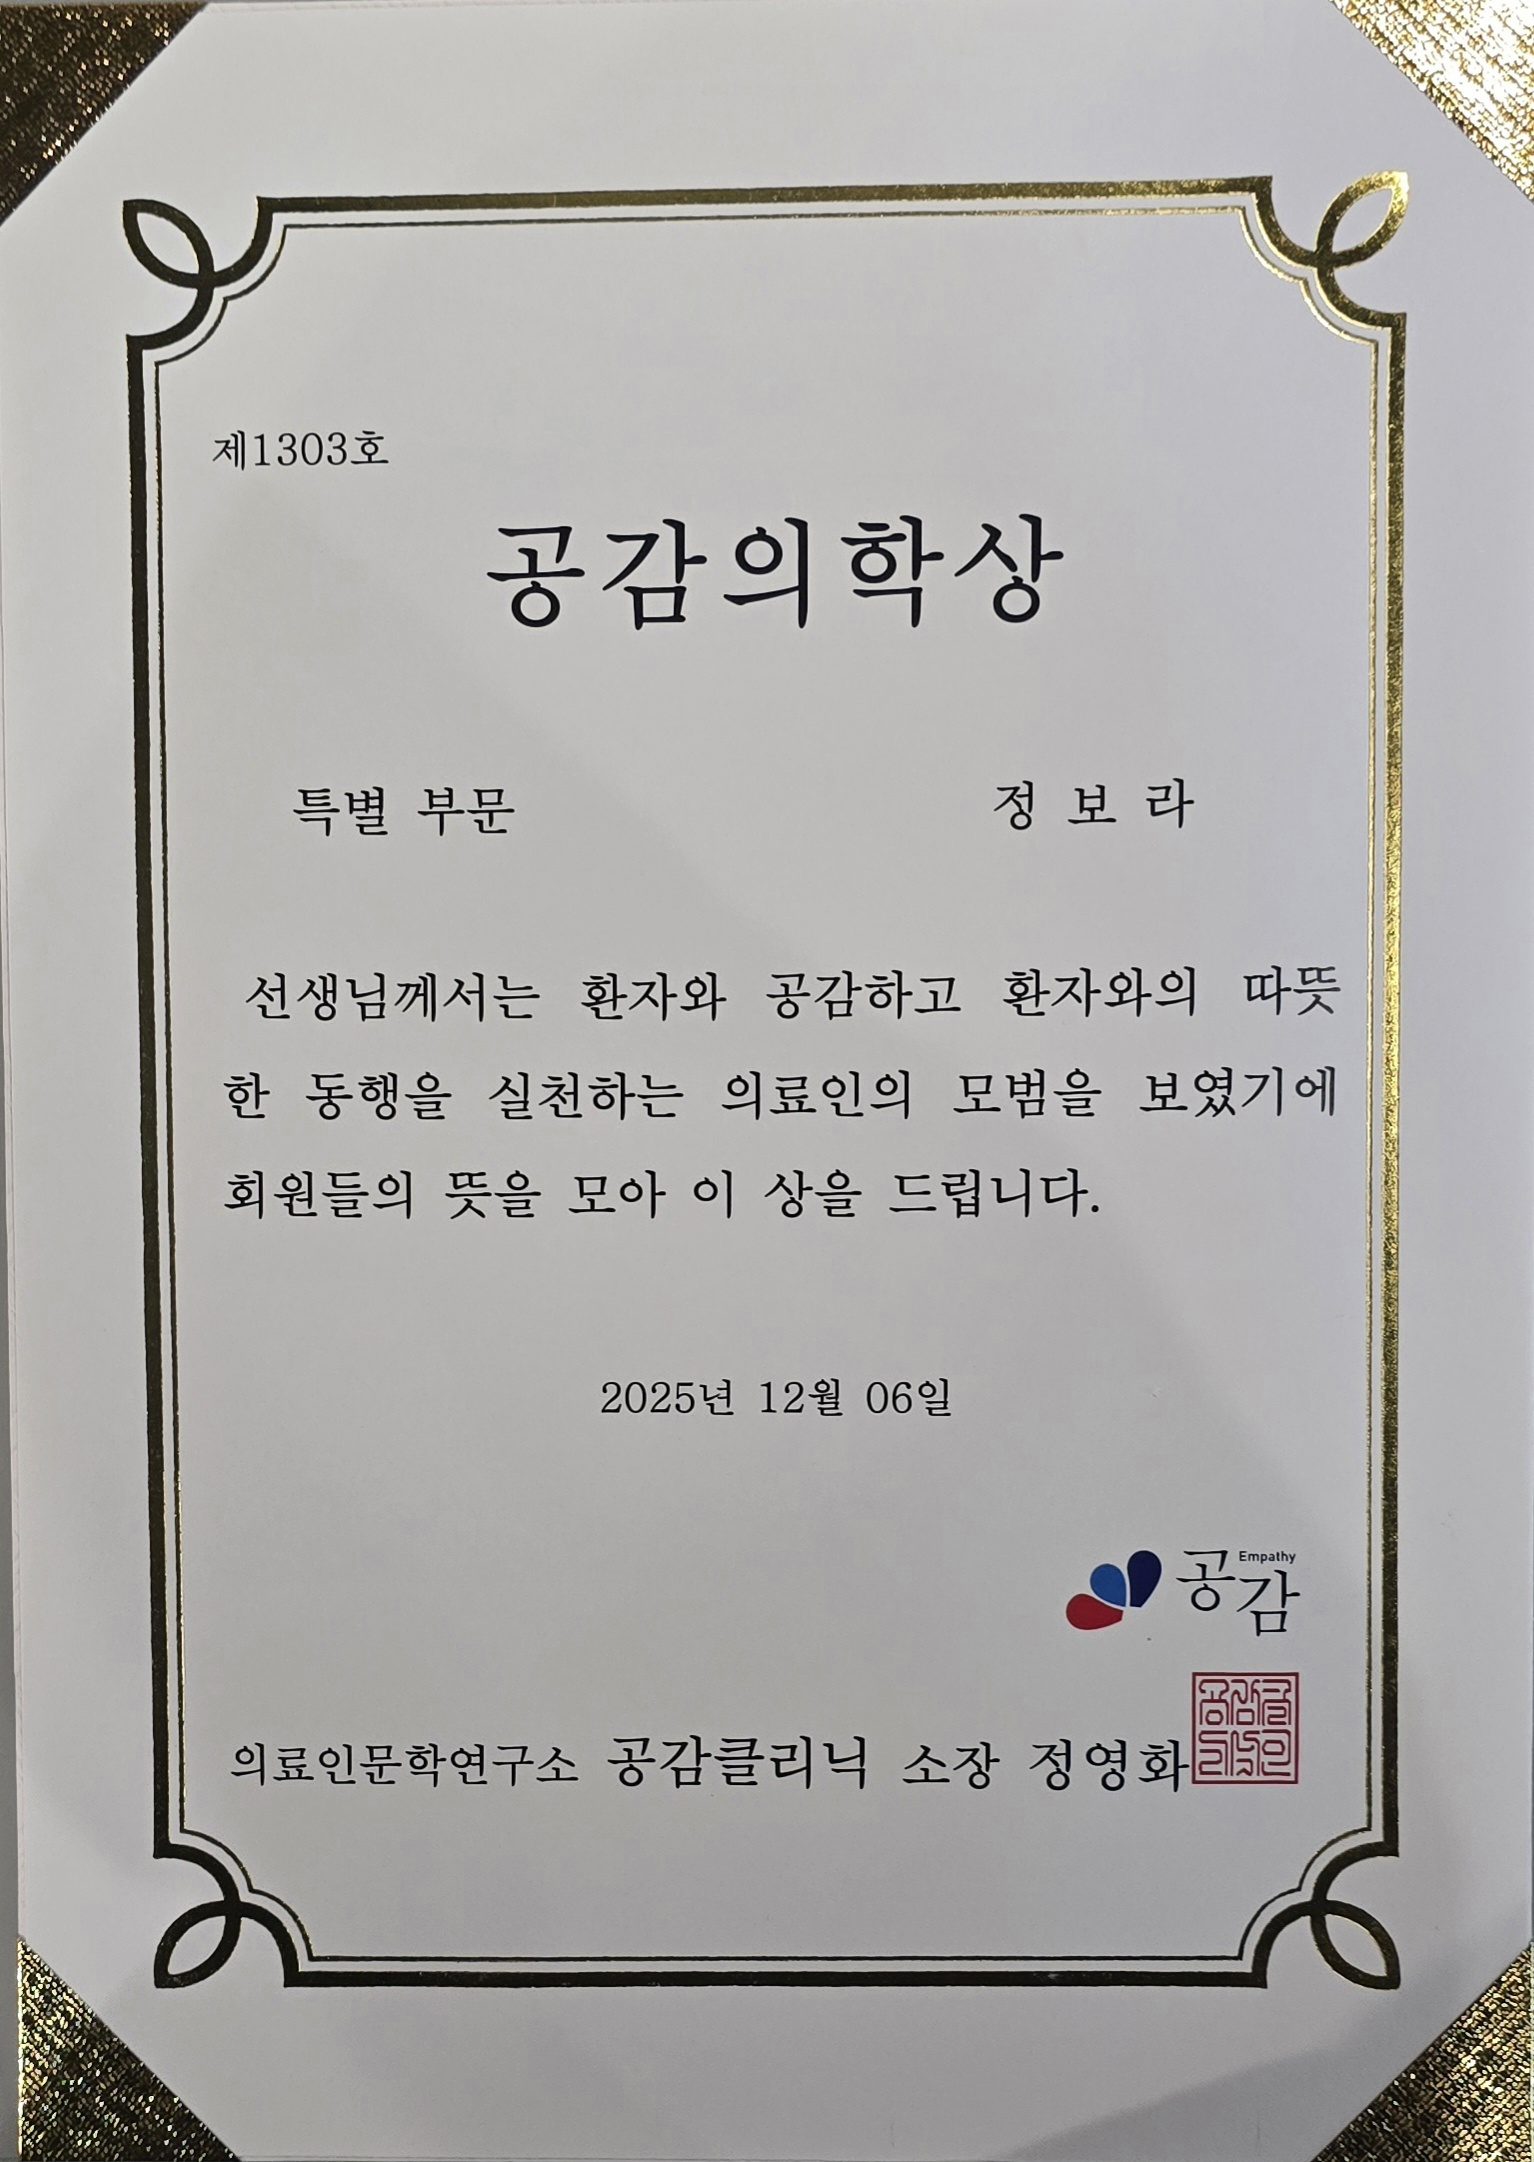 제1303호
공감의학상
특별 부문 정 보 라
선생님께서는 환자와 공감하고 환자와의 따뜻
한 동행을 실천하는 의료인의 모범을 보였기에
회원들의 뜻을 모아 이 상을 드립니다.
2025년 12월 06일
공감 Empathy
의료인문학연구소 공감클리닉 소장 정영화